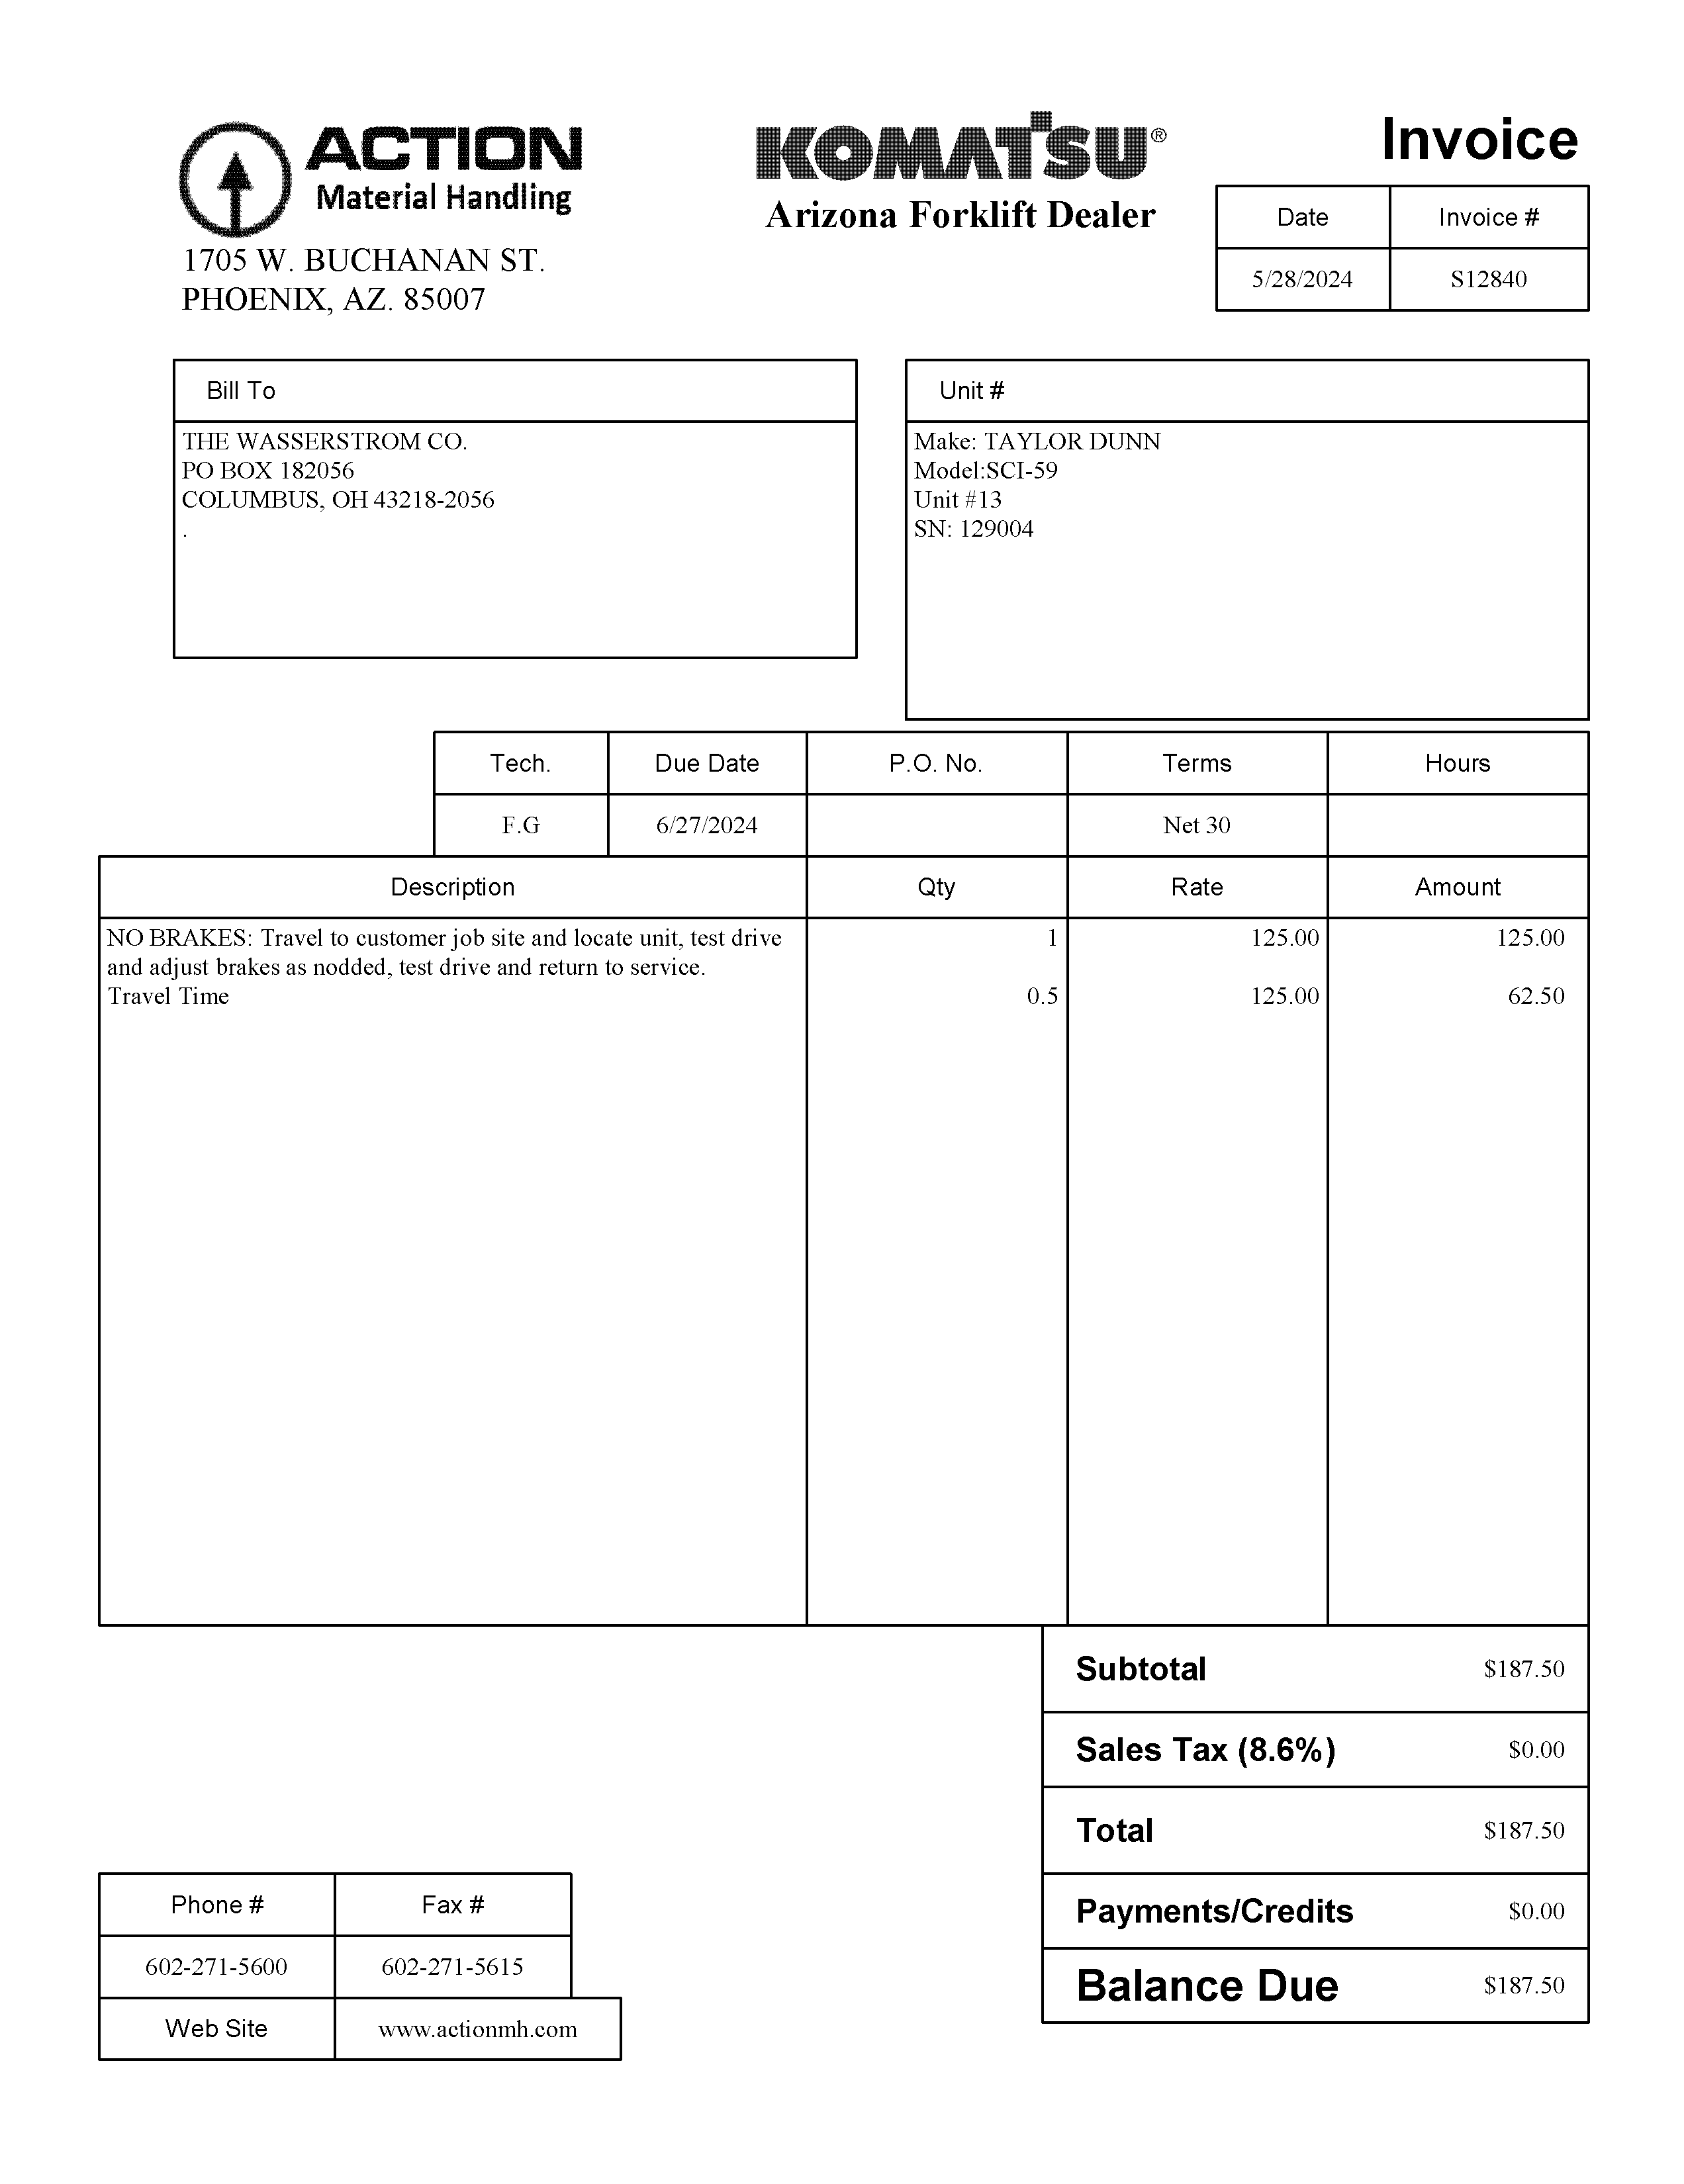 ACTION
Material Handling
1705 W. BUCHANAN ST.
PHOENIX, AZ. 85007
KOMATSU®
Arizona Forklift Dealer
Invoice
Date Invoice #
5/28/2024 S12840
Bill To
THE WASSERSTROM CO.
PO BOX 182056
COLUMBUS, OH 43218-2056
.
Unit #
Make: TAYLOR DUNN
Model:SCI-59
Unit #13
SN: 129004
Tech. Due Date P.O. No. Terms Hours
F.G 6/27/2024 Net 30
Description Qty Rate Amount
NO BRAKES: Travel to customer job site and locate unit, test drive 1 125.00 125.00
and adjust brakes as nodded, test drive and return to service.
Travel Time 0.5 125.00 62.50
Subtotal $187.50
Sales Tax (8.6%) $0.00
Total $187.50
Payments/Credits $0.00
Balance Due $187.50
Phone # Fax #
602-271-5600 602-271-5615
Web Site www.actionmh.com